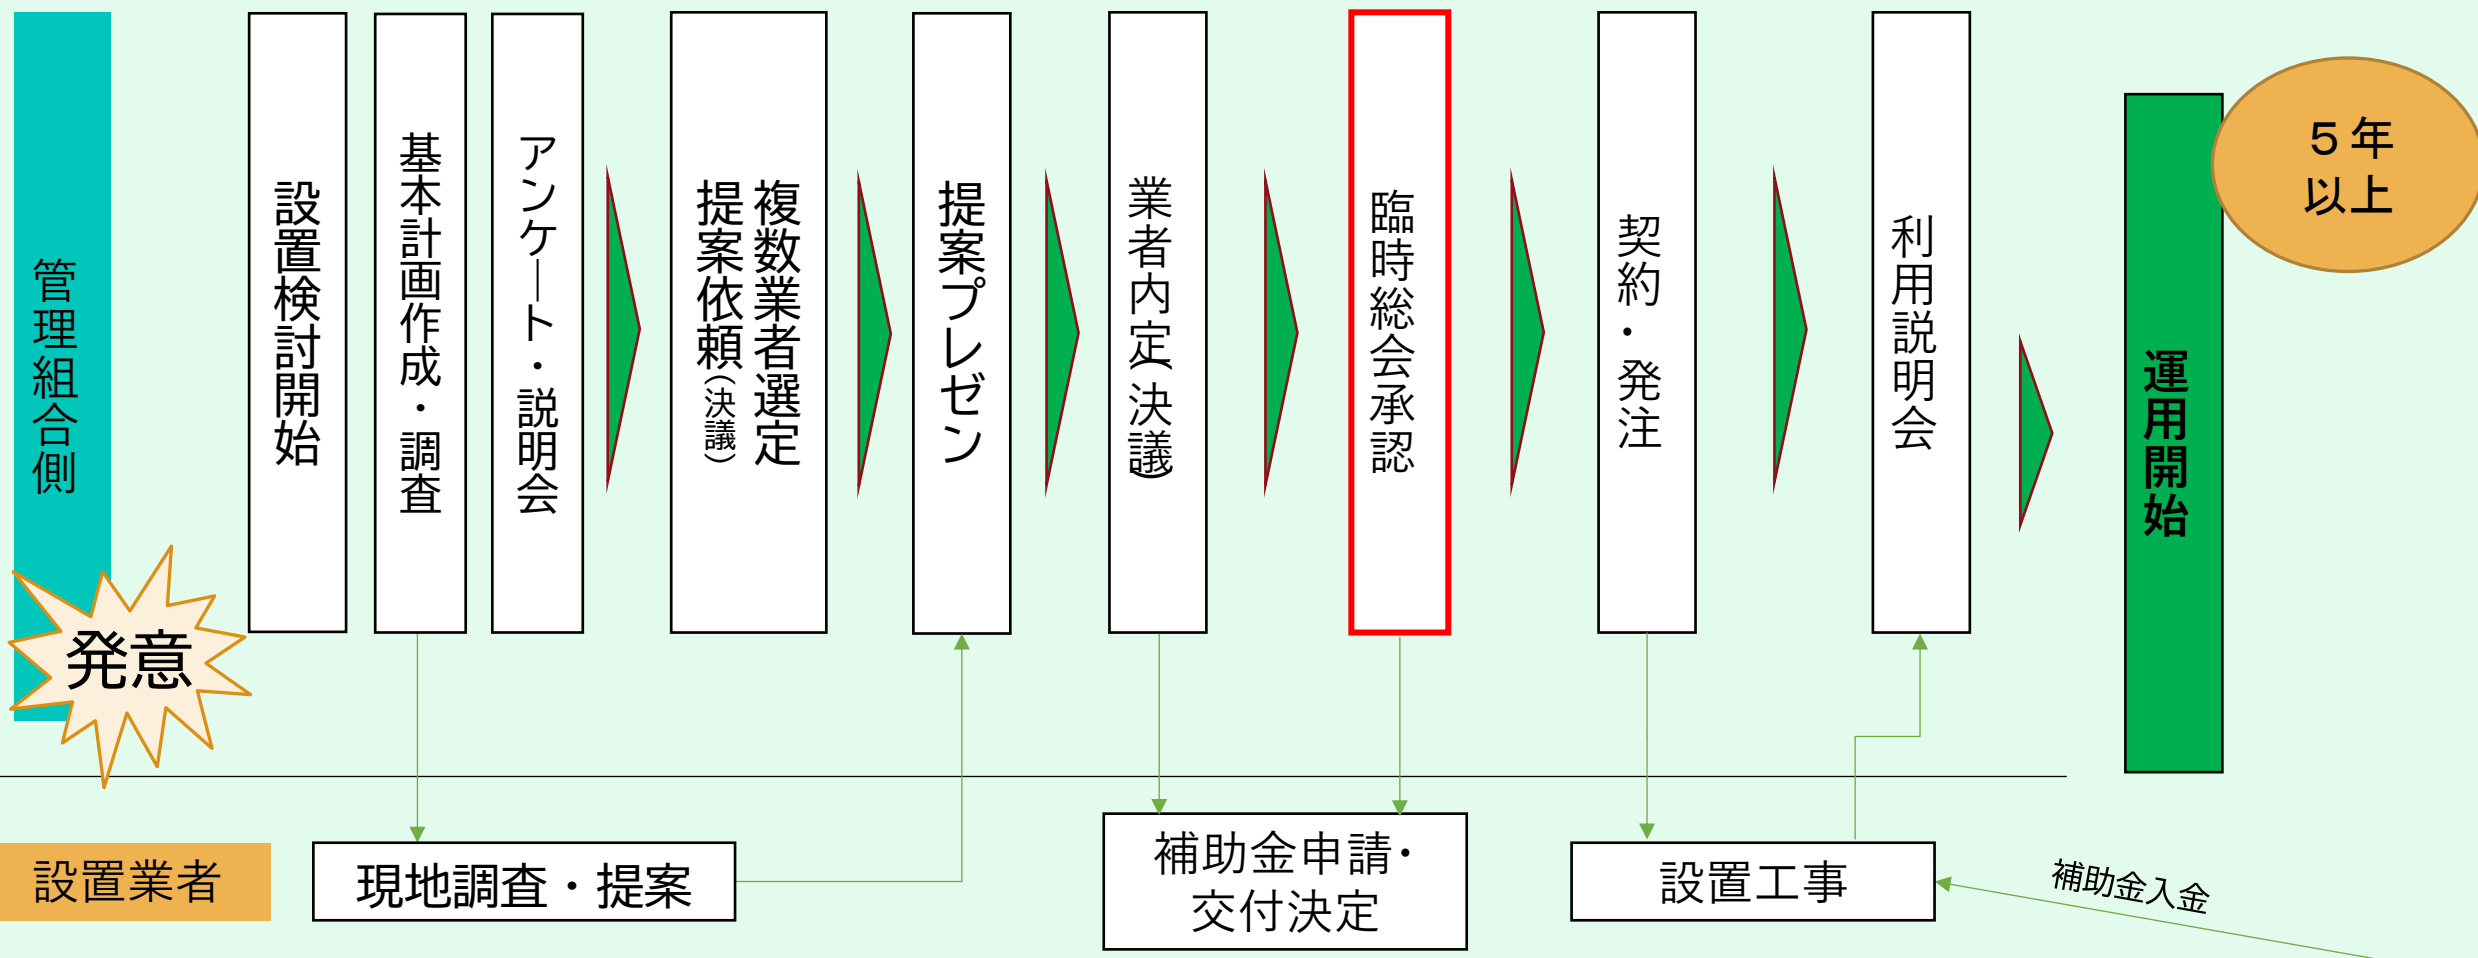 管理組合側
発意
設置検討開始
基本計画作成・調査
アンケート・説明会
複数業者選定
提案依頼(決議)
提案プレゼン
業者内定(決議)
臨時総会承認
契約・発注
利用説明会
運用開始
５年
以上
設置業者
現地調査・提案
補助金申請・
交付決定
設置工事
補助金入金